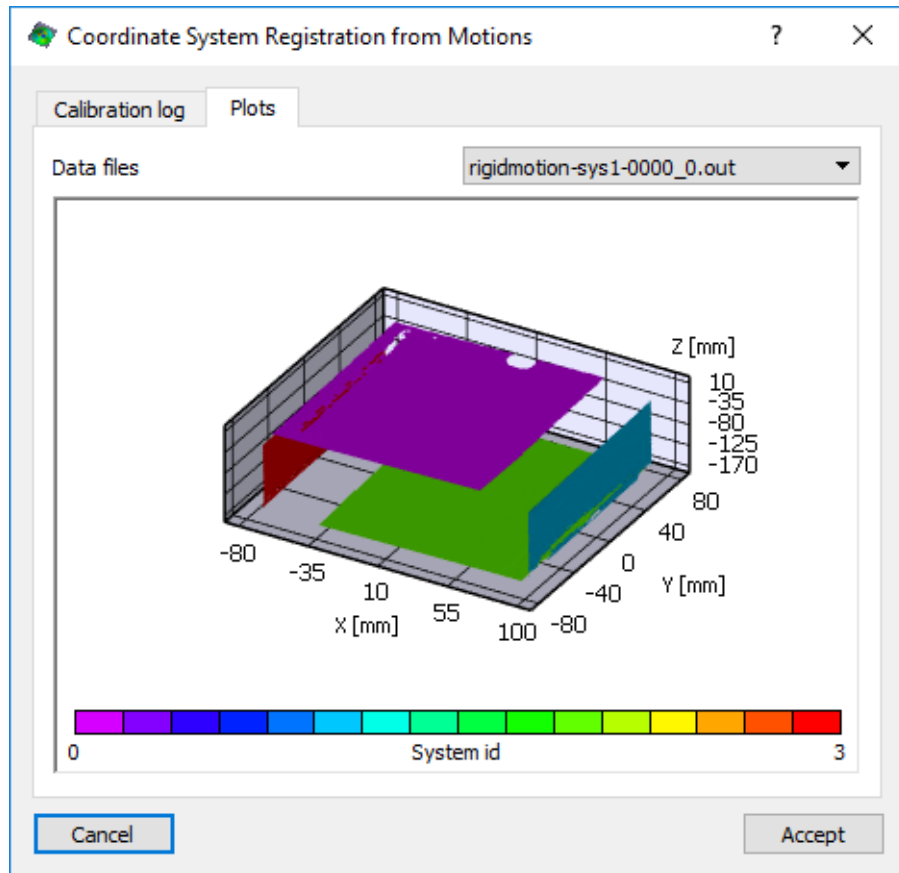 Coordinate System Registration from Motions ?
Calibration log Plots
Data files rigidmotion-sys1-0000_0.out
Z [mm]
10
-35
-80
-125
-170
80
40
0
-40
-80
Y [mm]
-80
-35
10
55
100
X [mm]
0 System id 3
Cancel Accept